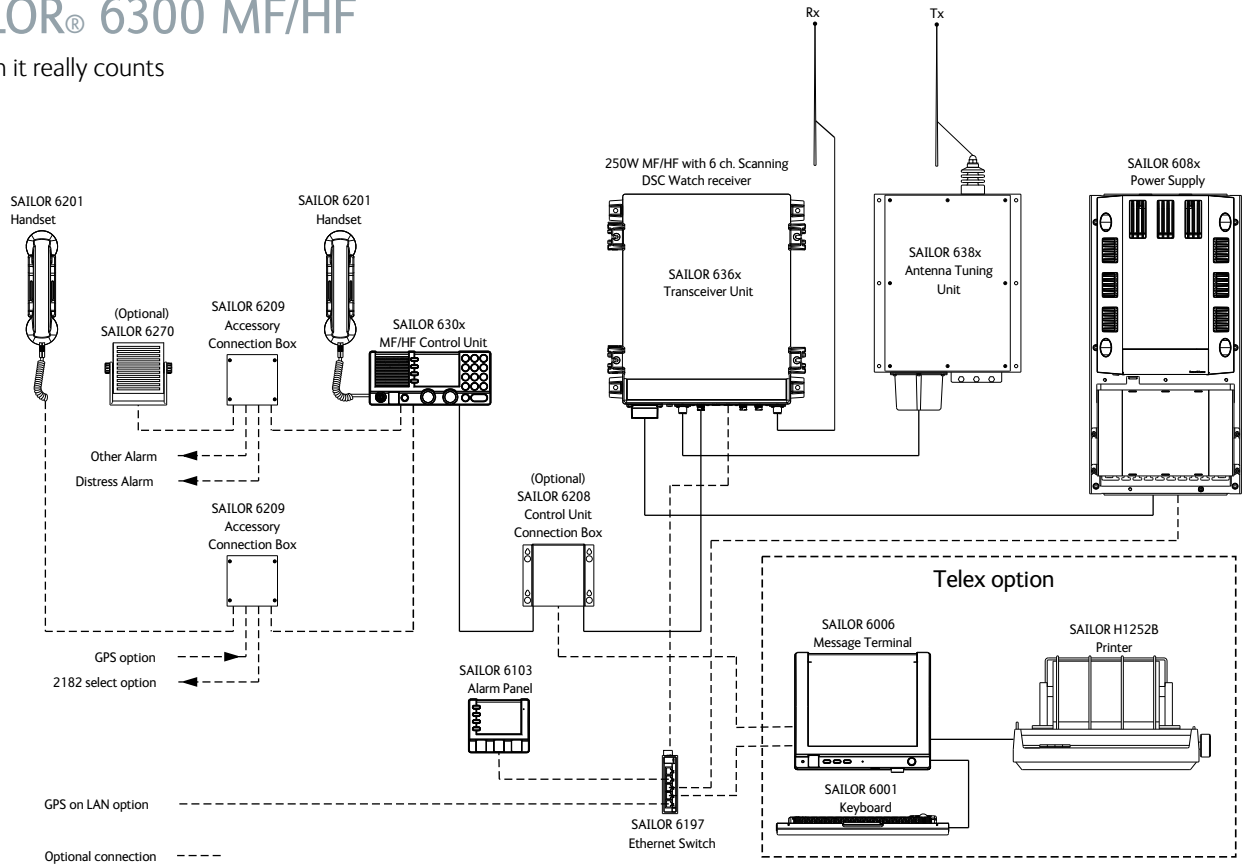 LOR® 6300 MF/HF
it really counts
Rx
Tx
250W MF/HF with 6 ch. Scanning
DSC Watch receiver
SAILOR 608x
Power Supply
SAILOR 6201
Handset
SAILOR 6201
Handset
SAILOR 636x
Transceiver Unit
SAILOR 638x
Antenna Tuning
Unit
(Optional)
SAILOR 6270
SAILOR 6209
Accessory
Connection Box
SAILOR 630x
MF/HF Control Unit
Other Alarm
Distress Alarm
(Optional)
SAILOR 6208
Control Unit
Connection Box
SAILOR 6209
Accessory
Connection Box
GPS option
2182 select option
Telex option
SAILOR 6006
Message Terminal
SAILOR H1252B
Printer
SAILOR 6103
Alarm Panel
SAILOR 6001
Keyboard
GPS on LAN option
SAILOR 6197
Ethernet Switch
Optional connection